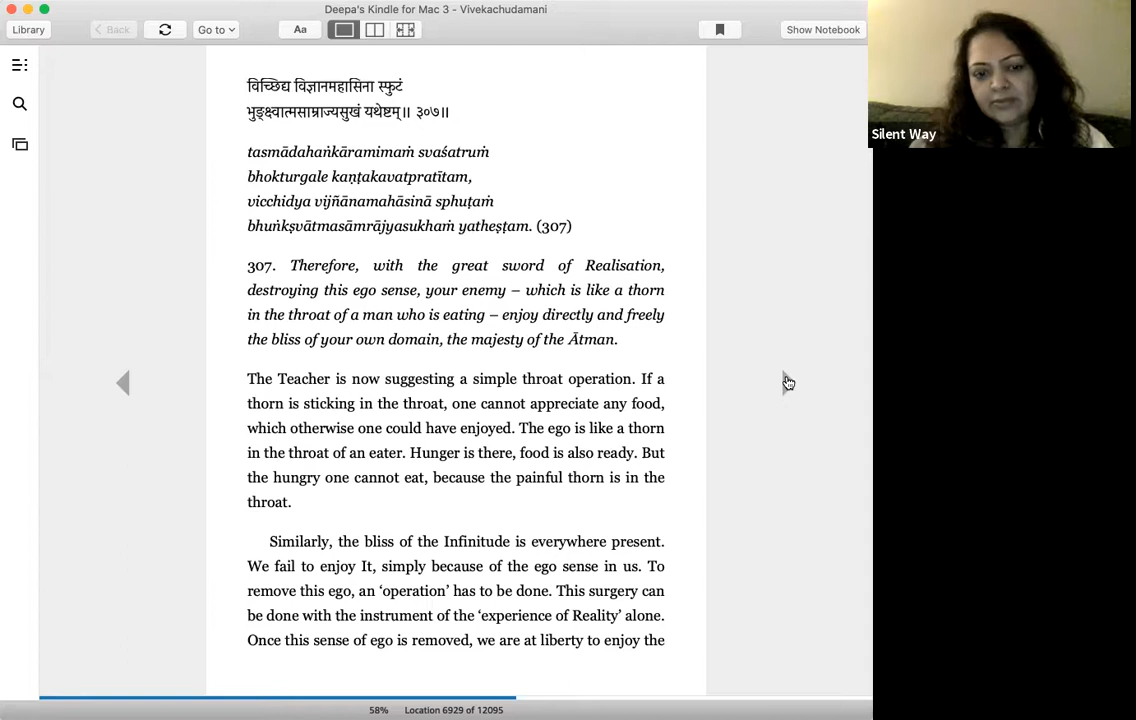 Deepa's Kindle for Mac 3 - Vivekachudamani
Library
Back
Go to
Aa
Show Notebook
विच्छिद्य विज्ञानमहासिना स्फुटं
भुङ्क्ष्वात्मसाम्राज्यसुखं यथेष्टम्॥ ३०७॥
tasmādahaṅkāramimaṁ svaśatruṁ
bhokturgale kaṇṭakavatpratītam,
vicchidya vijñānamahāsinā sphuṭaṁ
bhuṅkṣvātmasāmrājyasukhaṁ yatheṣṭam. (307)
307. Therefore, with the great sword of Realisation,
destroying this ego sense, your enemy – which is like a thorn
in the throat of a man who is eating – enjoy directly and freely
the bliss of your own domain, the majesty of the Ātman.
The Teacher is now suggesting a simple throat operation. If a
thorn is sticking in the throat, one cannot appreciate any food,
which otherwise one could have enjoyed. The ego is like a thorn
in the throat of an eater. Hunger is there, food is also ready. But
the hungry one cannot eat, because the painful thorn is in the
throat.
Similarly, the bliss of the Infinitude is everywhere present.
We fail to enjoy It, simply because of the ego sense in us. To
remove this ego, an ‘operation’ has to be done. This surgery can
be done with the instrument of the ‘experience of Reality’ alone.
Once this sense of ego is removed, we are at liberty to enjoy the
58% Location 6929 of 12095
Silent Way